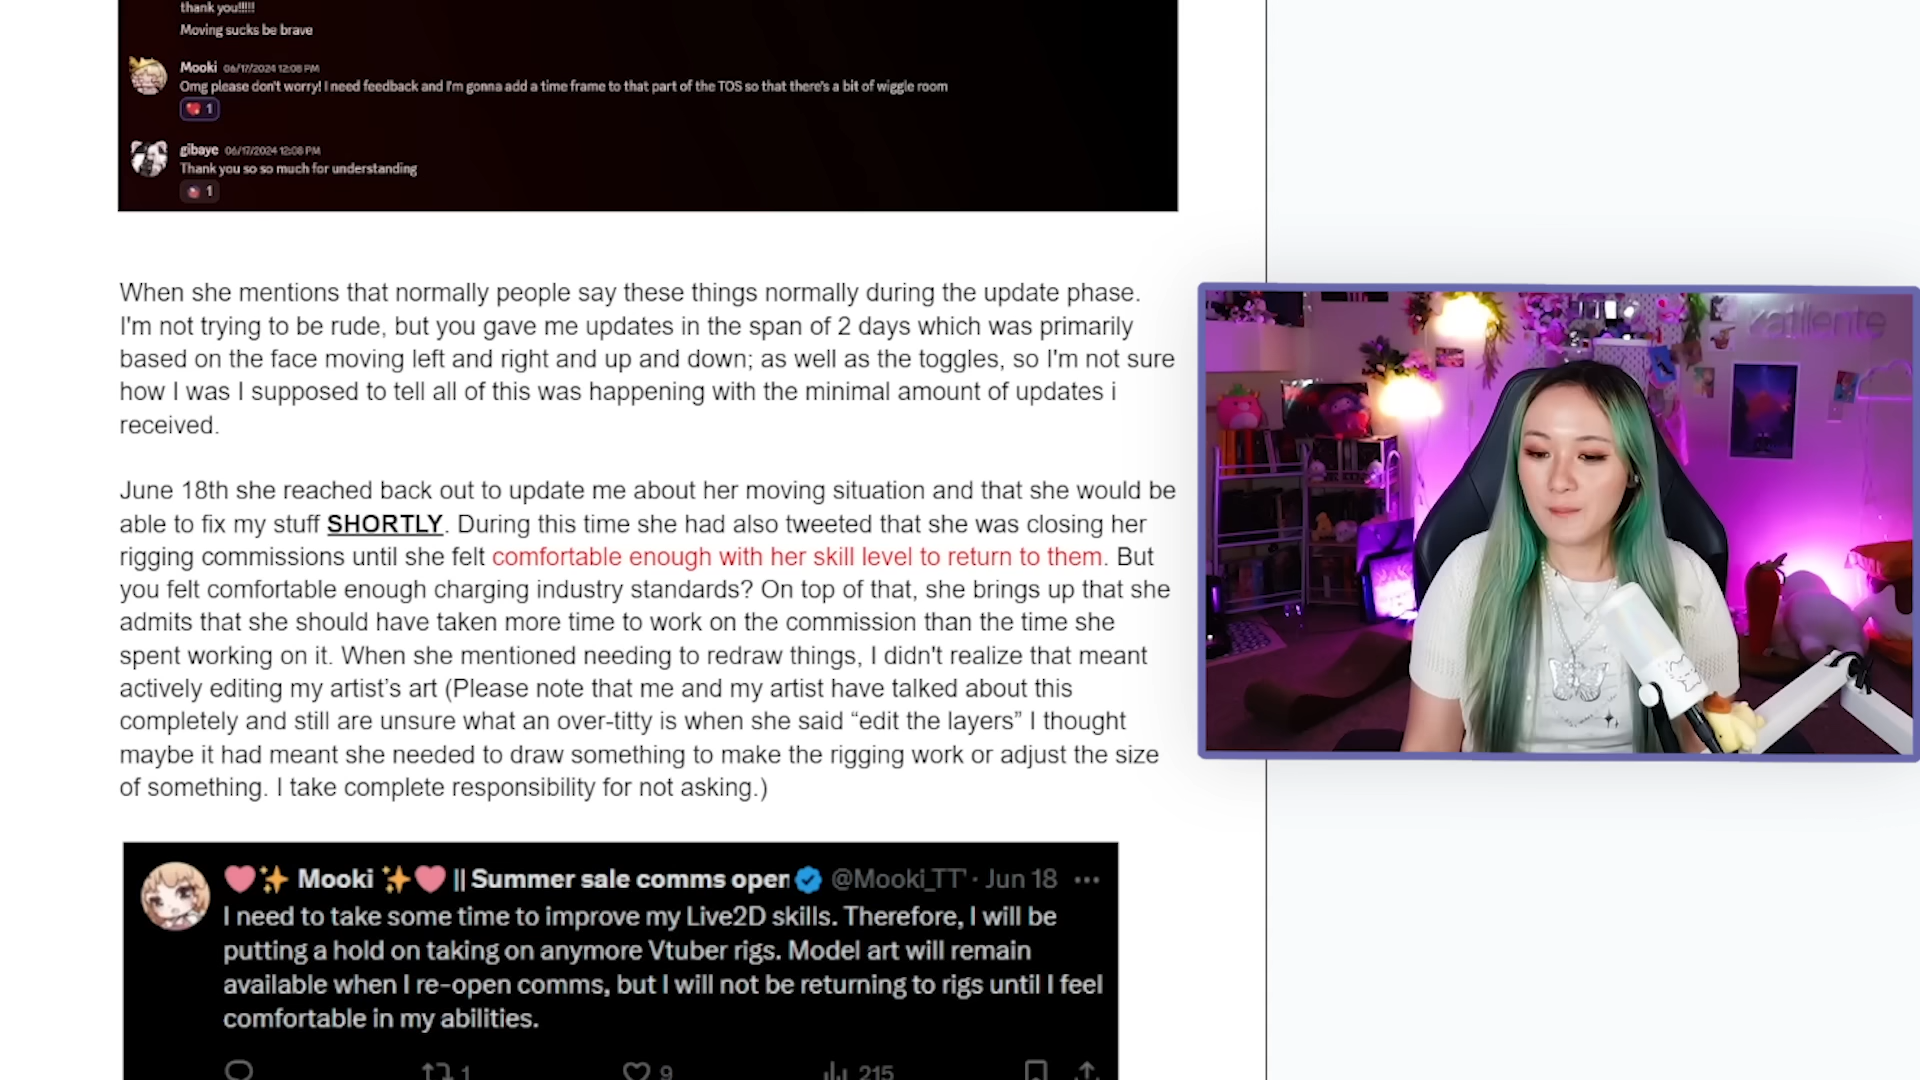 thank you!!!!!
Moving sucks be brave
Mooki 06/17/2024 12:08 PM
Omg please don't worry! I need feedback and I'm gonna add a time frame to that part of the TOS so that there's a bit of wiggle room
1
gibaye 06/17/2024 12:08 PM
Thank you so so much for understanding
1
When she mentions that normally people say these things normally during the update phase.
I'm not trying to be rude, but you gave me updates in the span of 2 days which was primarily
based on the face moving left and right and up and down; as well as the toggles, so I'm not sure
how I was I supposed to tell all of this was happening with the minimal amount of updates i
received.
June 18th she reached back out to update me about her moving situation and that she would be
able to fix my stuff SHORTLY. During this time she had also tweeted that she was closing her
rigging commissions until she felt comfortable enough with her skill level to return to them. But
you felt comfortable enough charging industry standards? On top of that, she brings up that she
admits that she should have taken more time to work on the commission than the time she
spent working on it. When she mentioned needing to redraw things, I didn't realize that meant
actively editing my artist's art (Please note that me and my artist have talked about this
completely and still are unsure what an over-titty is when she said “edit the layers” I thought
maybe it had meant she needed to draw something to make the rigging work or adjust the size
of something. I take complete responsibility for not asking.)
Mooki || Summer sale comms open @Mooki_TT · Jun 18 ...
I need to take some time to improve my Live2D skills. Therefore, I will be
putting a hold on taking on anymore Vtuber rigs. Model art will remain
available when I re-open comms, but I will not be returning to rigs until I feel
comfortable in my abilities.
1 9 215
katliente